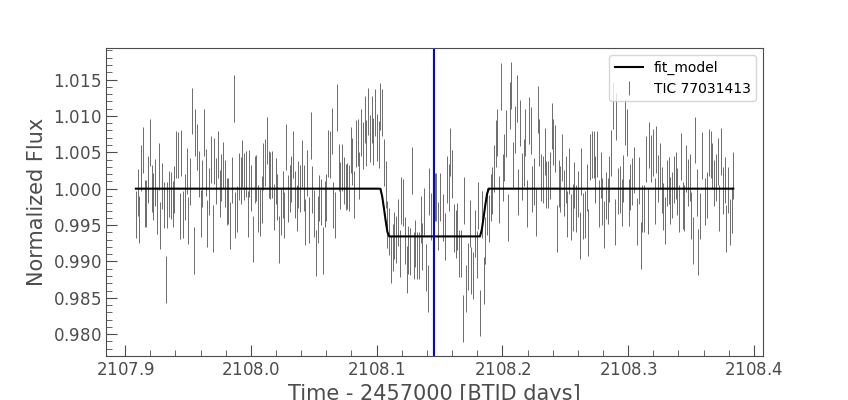 fit_model
TIC 77031413
Normalized Flux
1.015
1.010
1.005
1.000
0.995
0.990
0.985
0.980
2107.9 2108.0 2108.1 2108.2 2108.3 2108.4
Time - 2457000 [BTJD days]